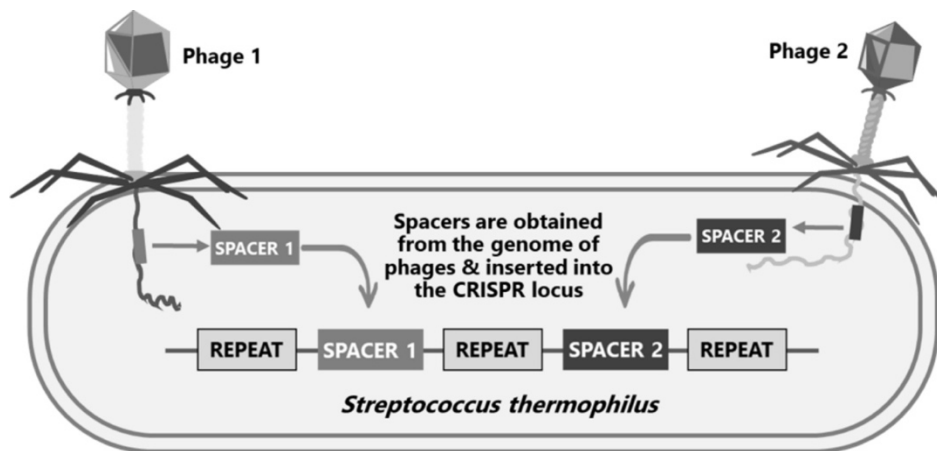 Phage 1
Phage 2
Spacers are obtained
from the genome of
phages & inserted into
the CRISPR locus
SPACER 1
SPACER 2
REPEAT SPACER 1 REPEAT SPACER 2 REPEAT
Streptococcus thermophilus